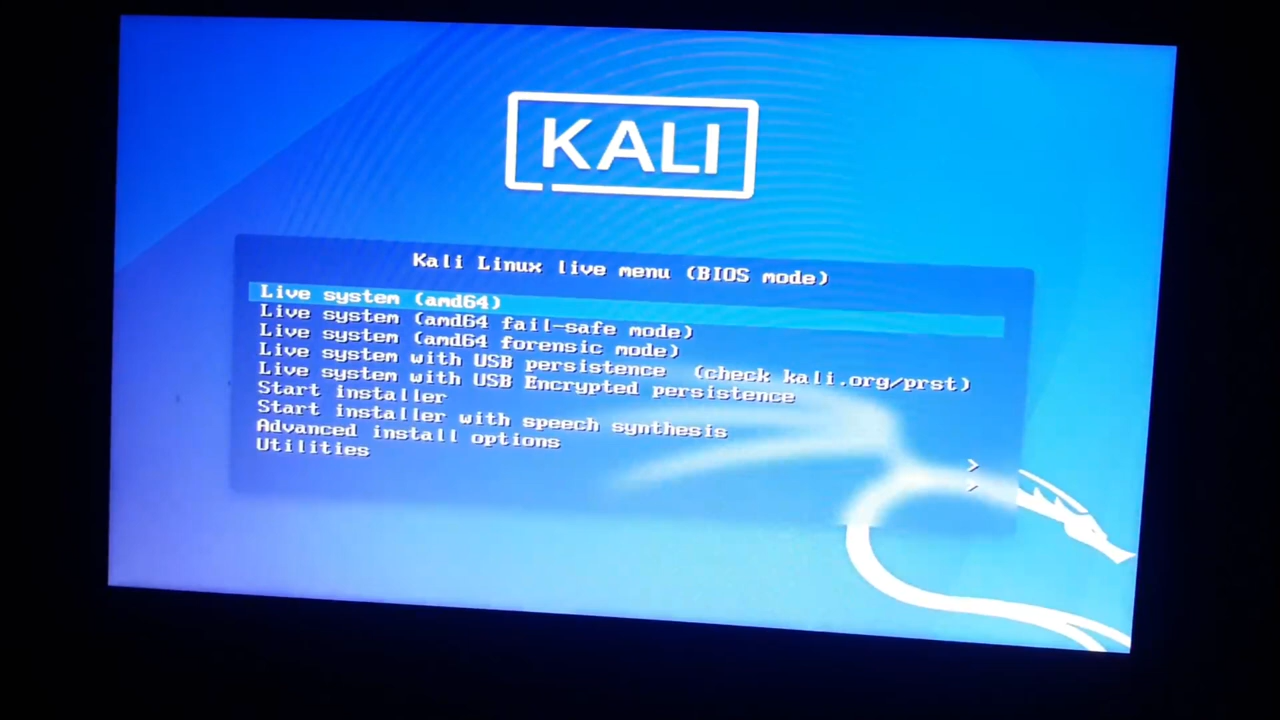 KALI
Kali Linux live menu (BIOS mode)
Live system (amd64)
Live system (amd64 fail-safe mode)
Live system (amd64 forensic mode)
Live system with USB persistence  (check kali.org/prst)
Live system with USB Encrypted persistence
Start installer
Start installer with speech synthesis
Advanced install options >
Utilities >